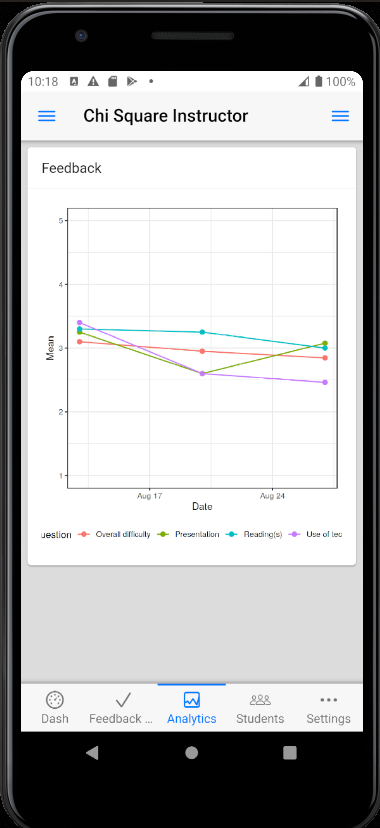 10:18 100%
Chi Square Instructor
Feedback
5
4
3
2
1
Mean
Aug 17 Aug 24
Date
uestion Overall difficulty Presentation Reading(s) Use of tec
Dash Feedback ... Analytics Students Settings